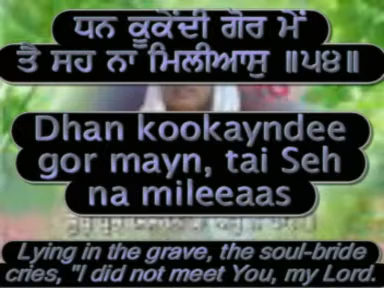 ਧਨ ਕੂਕੇਂਦੀ ਗੋਰ ਮੇਂ
ਤੈ ਸਹ ਨਾ ਮਿਲੀਆਸੁ ॥੫੪॥
Dhan kookayndee
gor mayn, tai Seh
na mileeaas
Lying in the grave, the soul-bride
cries, "I did not meet You, my Lord.